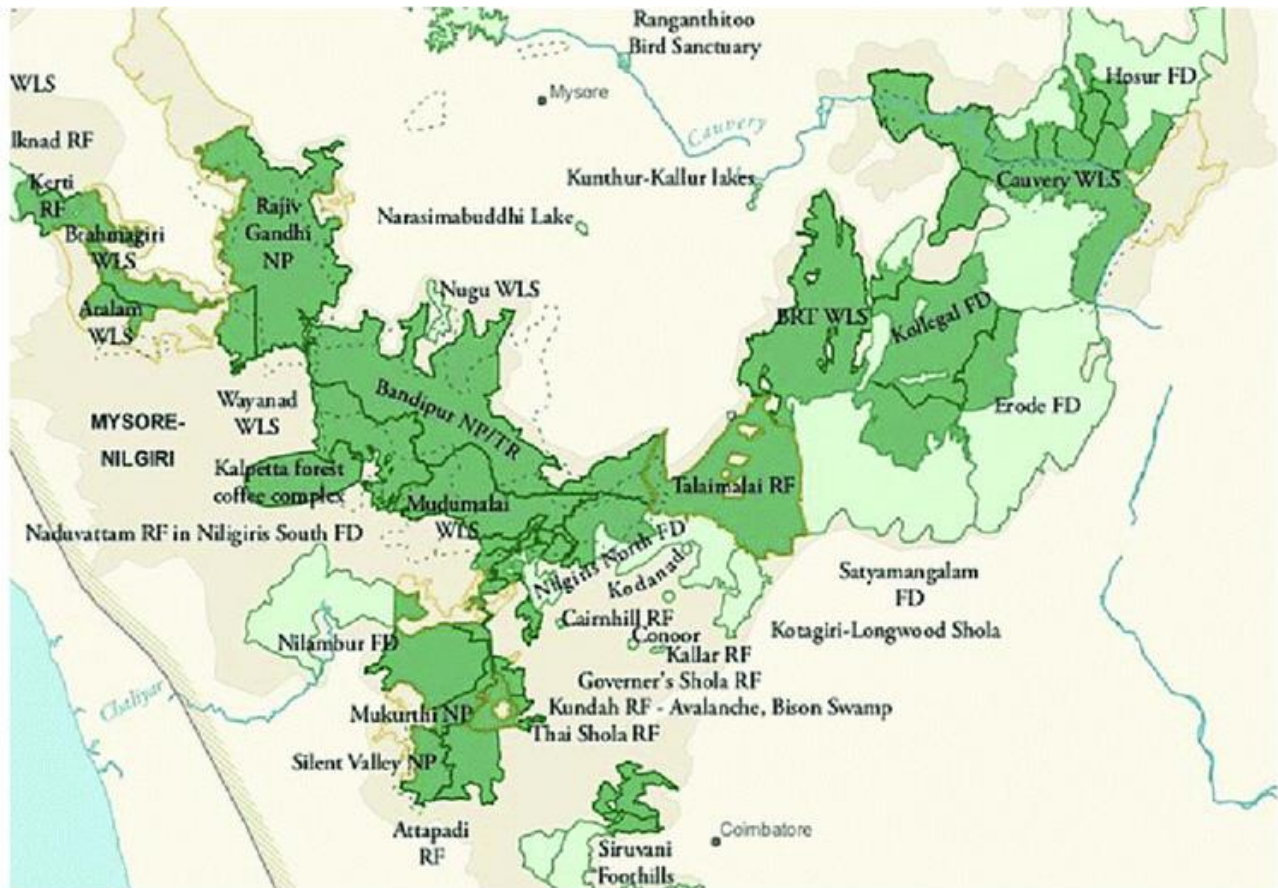 Ranganthitoo
Bird Sanctuary
Hosur FD
WLS
Mysore
Cauvery
lknad RF
Kerti
RF
Kunthur-Kallur lakes
Cauvery WLS
Rajiv
Gandhi
NP
Narasimabuddhi Lake
Brahmagiri
WLS
Nugu WLS
Aralam
WLS
BRT WLS
Kollegal FD
Wayanad
WLS
Bandipur NP/TR
Erode FD
MYSORE-
NILGIRI
Kalpetta forest
coffee complex
Mudumalai
WLS
Talaimalai RF
Naduvattam RF in Niligiris South FD
Nilgiris North FD
Kodanad
Satyamangalam
FD
Cairnhill RF
Conoor
Kotagiri-Longwood Shola
Nilambur FD
Kallar RF
Governer's Shola RF
Chaliyar
Mukurthi NP
Kundah RF - Avalanche, Bison Swamp
Thai Shola RF
Silent Valley NP
Attapadi
RF
Coimbatore
Siruvani
Foothills